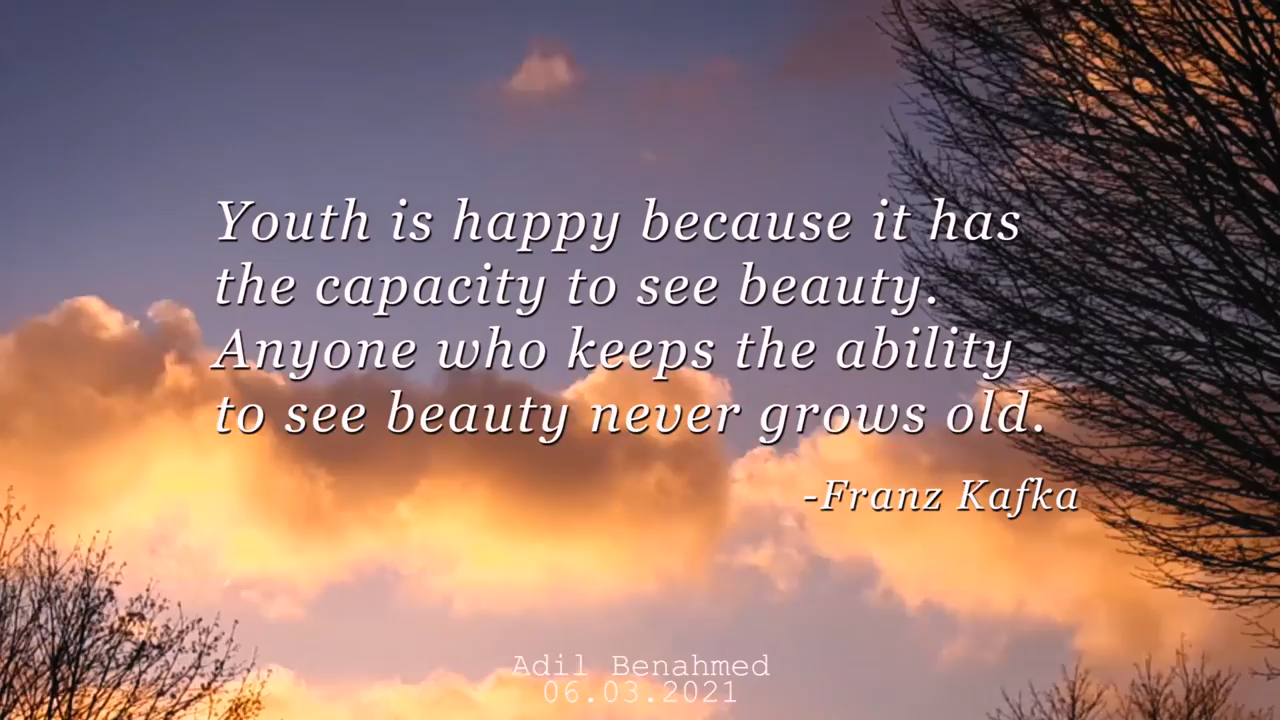 Youth is happy because it has
the capacity to see beauty.
Anyone who keeps the ability
to see beauty never grows old.
-Franz Kafka
Adil Benahmed
06.03.2021